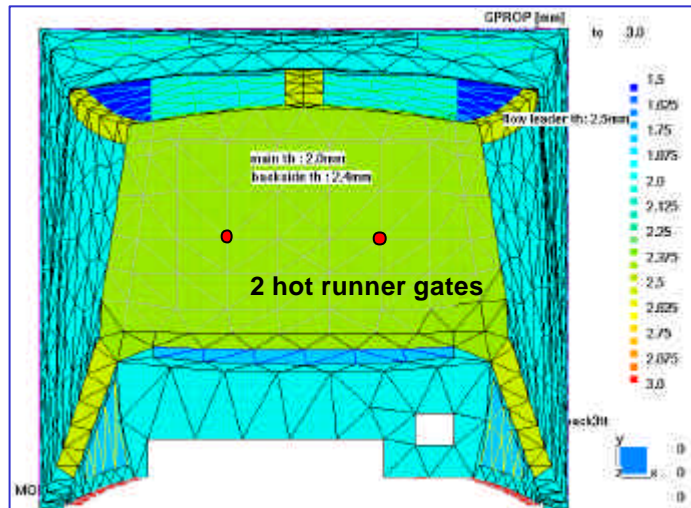 GPROP [mm]
to 3.0
1.5
1.625
1.75
1.875
2.0
2.125
2.25
2.375
2.5
2.625
2.75
2.875
3.0
flow leader th: 2.5mm
main th : 2.0mm
backside th : 2.4mm
2 hot runner gates
y
z x
: 0
: 0
: 0